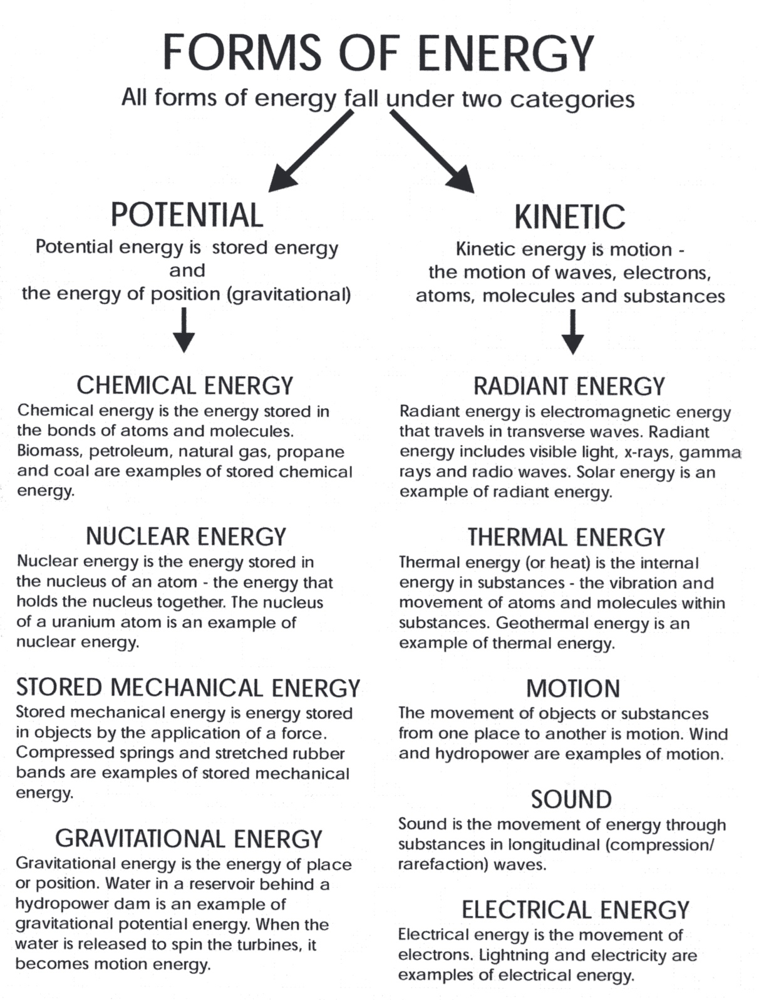 FORMS OF ENERGY
All forms of energy fall under two categories
POTENTIAL
Potential energy is stored energy
and
the energy of position (gravitational)
CHEMICAL ENERGY
Chemical energy is the energy stored in
the bonds of atoms and molecules.
Biomass, petroleum, natural gas, propane
and coal are examples of stored chemical
energy.
NUCLEAR ENERGY
Nuclear energy is the energy stored in
the nucleus of an atom - the energy that
holds the nucleus together. The nucleus
of a uranium atom is an example of
nuclear energy.
STORED MECHANICAL ENERGY
Stored mechanical energy is energy stored
in objects by the application of a force.
Compressed springs and stretched rubber
bands are examples of stored mechanical
energy.
GRAVITATIONAL ENERGY
Gravitational energy is the energy of place
or position. Water in a reservoir behind a
hydropower dam is an example of
gravitational potential energy. When the
water is released to spin the turbines, it
becomes motion energy.
KINETIC
Kinetic energy is motion -
the motion of waves, electrons,
atoms, molecules and substances
RADIANT ENERGY
Radiant energy is electromagnetic energy
that travels in transverse waves. Radiant
energy includes visible light, x-rays, gamma
rays and radio waves. Solar energy is an
example of radiant energy.
THERMAL ENERGY
Thermal energy (or heat) is the internal
energy in substances - the vibration and
movement of atoms and molecules within
substances. Geothermal energy is an
example of thermal energy.
MOTION
The movement of objects or substances
from one place to another is motion. Wind
and hydropower are examples of motion.
SOUND
Sound is the movement of energy through
substances in longitudinal (compression/
rarefaction) waves.
ELECTRICAL ENERGY
Electrical energy is the movement of
electrons. Lightning and electricity are
examples of electrical energy.